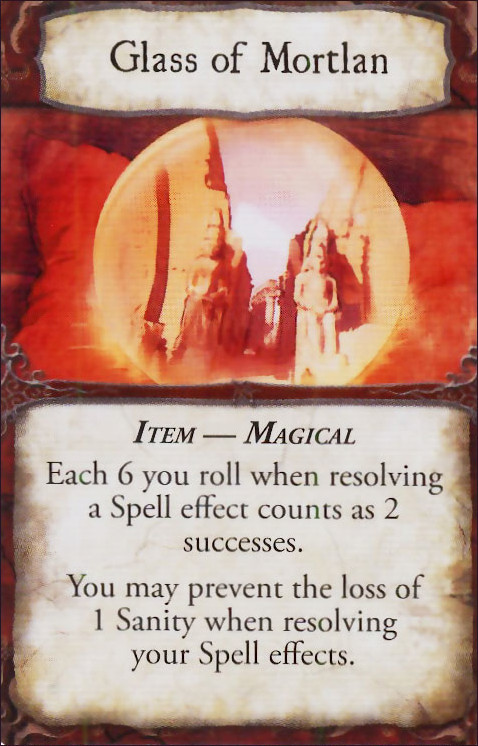 Glass of Mortlan
Item — Magical
Each 6 you roll when resolving
a Spell effect counts as 2
successes.
You may prevent the loss of
1 Sanity when resolving
your Spell effects.